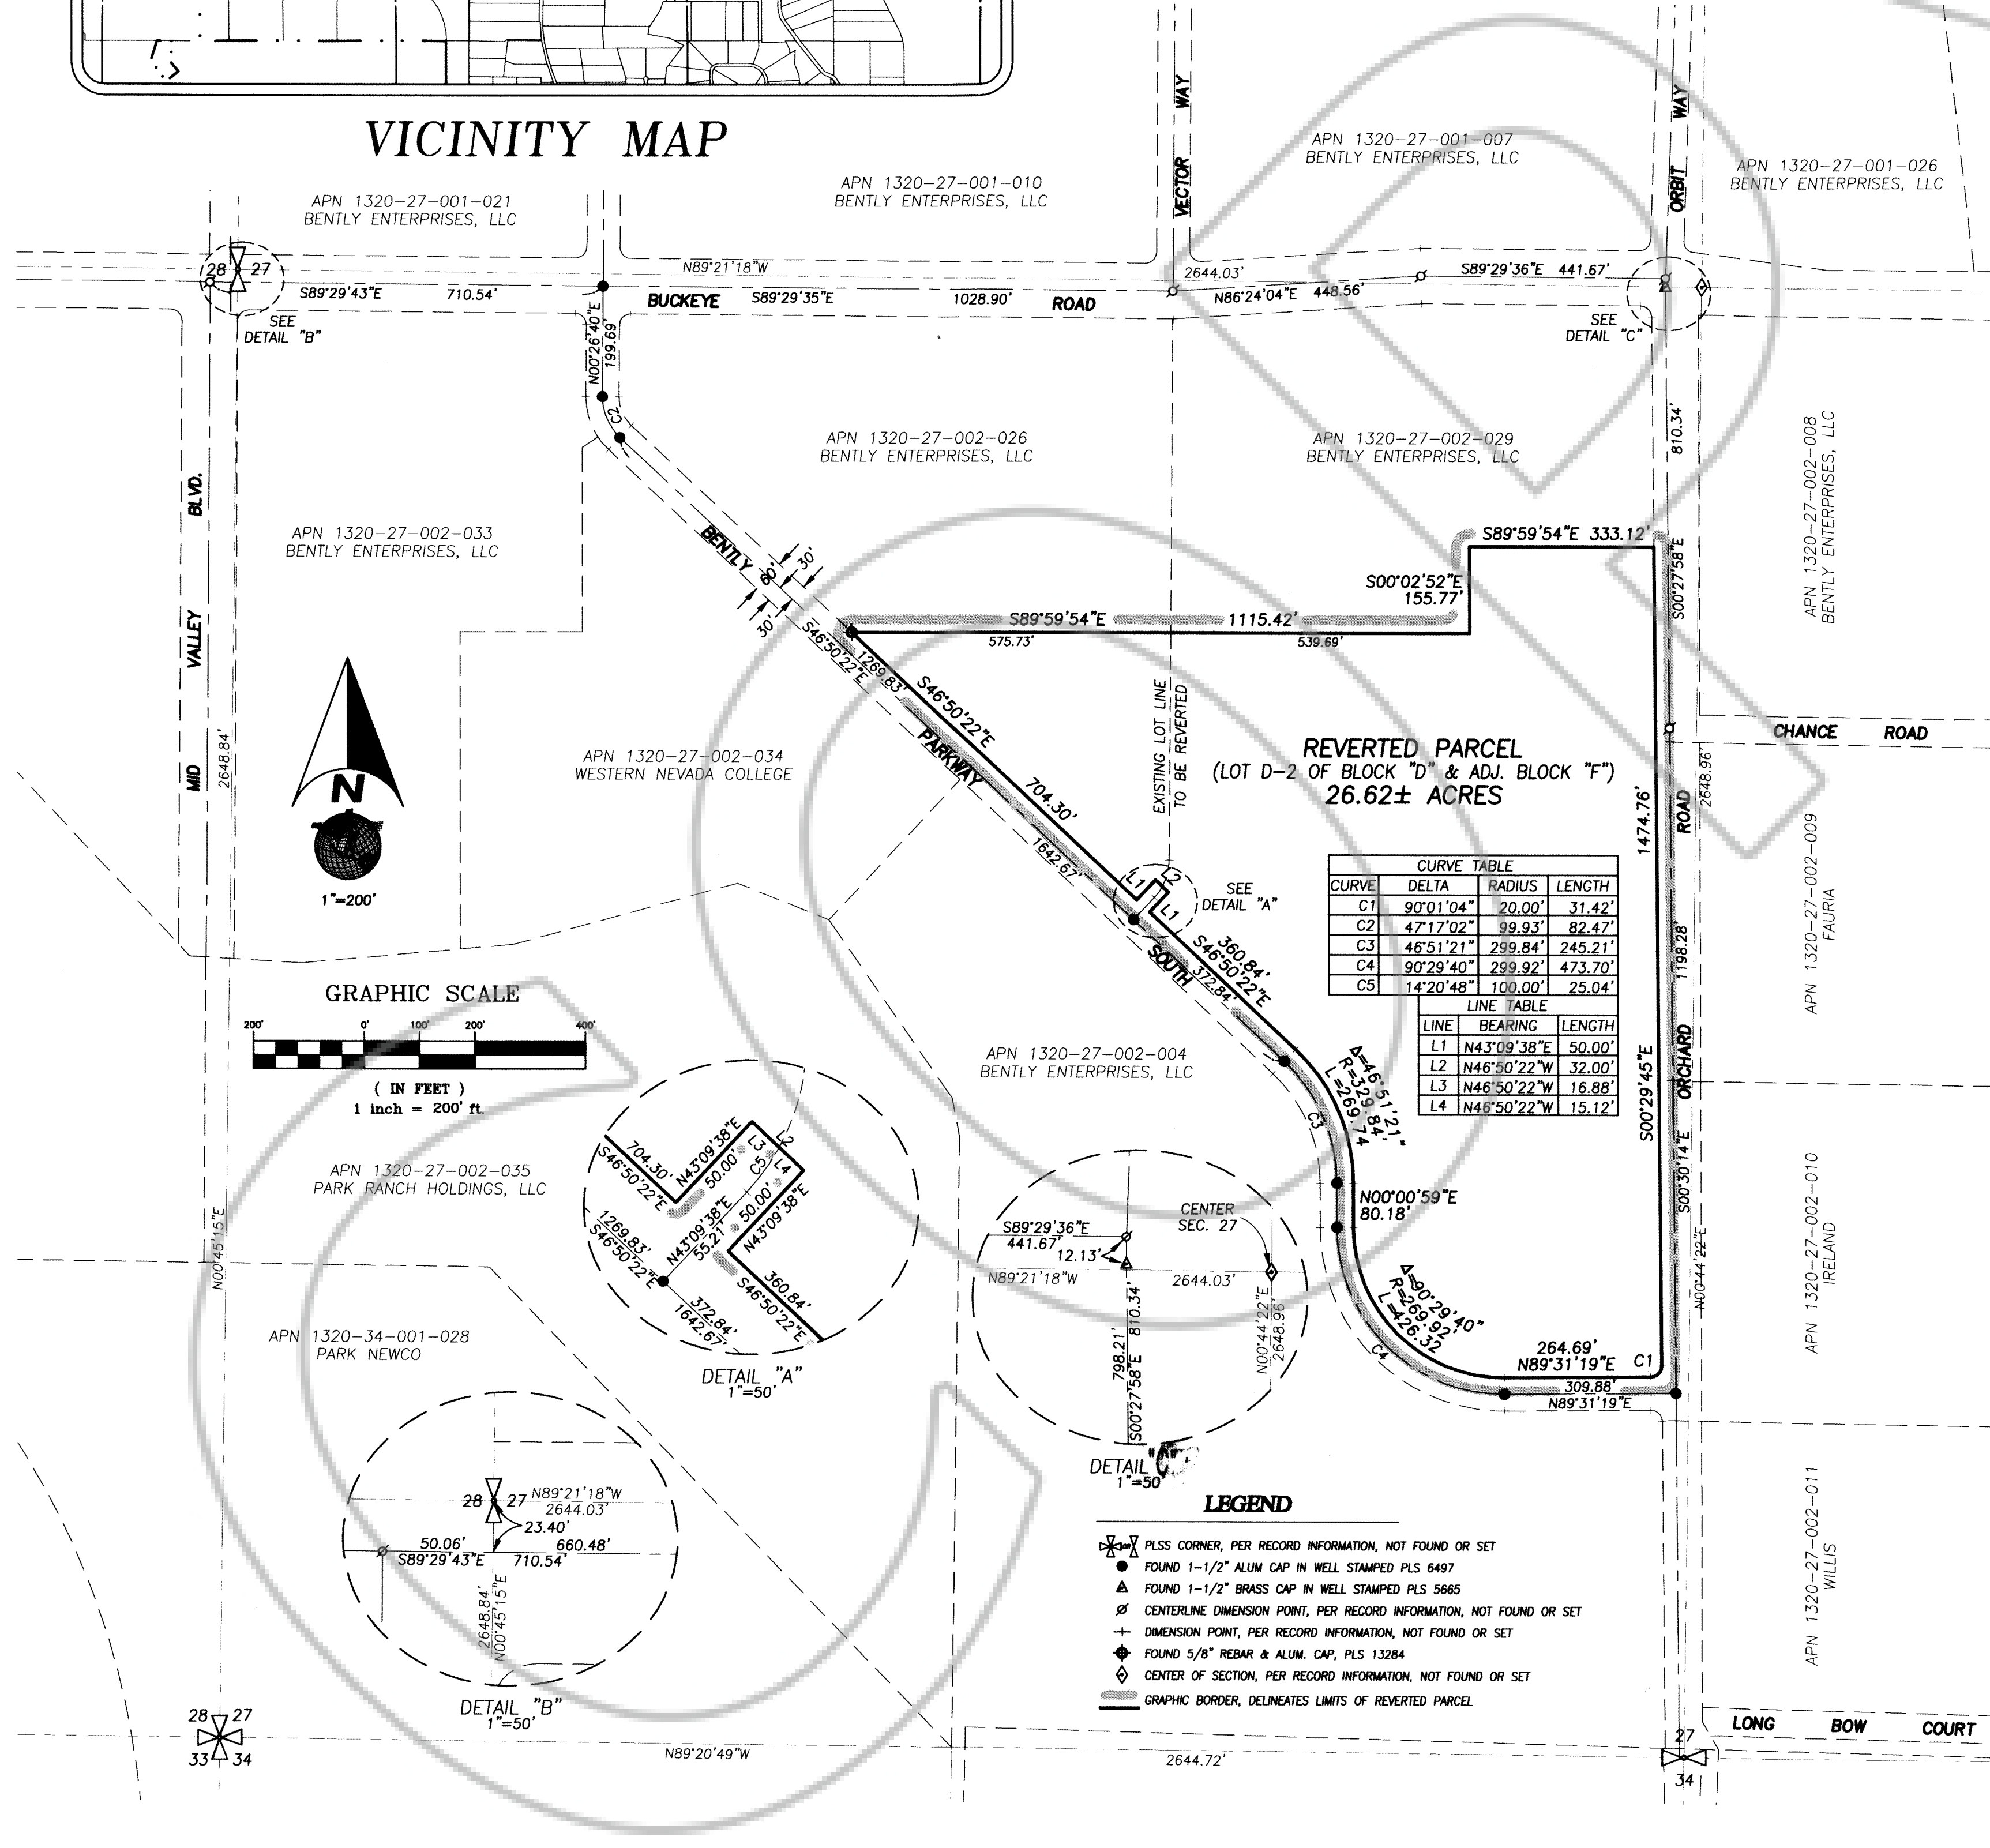 VICINITY MAP
APN 1320-27-001-021
BENTLY ENTERPRISES, LLC
APN 1320-27-001-010
BENTLY ENTERPRISES, LLC
VECTOR WAY
APN 1320-27-001-007
BENTLY ENTERPRISES, LLC
ORBIT WAY
APN 1320-27-001-026
BENTLY ENTERPRISES, LLC
28 27
S89°29'43"E 710.54'
SEE
DETAIL "B"
N89°21'18"W
2644.03'
BUCKEYE S89°29'35"E 1028.90' ROAD
N86°24'04"E 448.56'
S89°29'36"E 441.67'
SEE
DETAIL "C"
N00°26'40"E
199.69'
C2
810.34'
S00°27'58"E
MID VALLEY BLVD.
2648.84'
N00°45'15"E
APN 1320-27-002-026
BENTLY ENTERPRISES, LLC
APN 1320-27-002-029
BENTLY ENTERPRISES, LLC
APN 1320-27-002-008
BENTLY ENTERPRISES, LLC
APN 1320-27-002-033
BENTLY ENTERPRISES, LLC
BENTLY
60'
30'
30'
S46°50'22"E
1269.83'
S46°50'22"E
704.30'
PARKWAY
1642.67'
S89°59'54"E 333.12'
S00°02'52"E
155.77'
S89°59'54"E 1115.42'
575.73'
539.69'
EXISTING LOT LINE
TO BE REVERTED
REVERTED PARCEL
(LOT D-2 OF BLOCK "D" & ADJ. BLOCK "F")
26.62± ACRES
CHANCE ROAD
2648.96'
N00°44'22"E
1474.76'
S00°29'45"E
ORCHARD ROAD
1198.28'
S00°30'14"E
APN 1320-27-002-009
FAURIA
APN 1320-27-002-034
WESTERN NEVADA COLLEGE
N
1"=200'
L1
L2
L1
SEE
DETAIL "A"
CURVE TABLE
CURVE DELTA RADIUS LENGTH
C1 90°01'04" 20.00' 31.42'
C2 47°17'02" 99.93' 82.47'
C3 46°51'21" 299.84' 245.21'
C4 90°29'40" 299.92' 473.70'
C5 14°20'48" 100.00' 25.04'
LINE TABLE
LINE BEARING LENGTH
L1 N43°09'38"E 50.00'
L2 N46°50'22"W 32.00'
L3 N46°50'22"W 16.88'
L4 N46°50'22"W 15.12'
SOUTH
360.84'
S46°50'22"E
372.84'
GRAPHIC SCALE
200' 0' 100' 200' 400'
( IN FEET )
1 inch = 200' ft.
APN 1320-27-002-004
BENTLY ENTERPRISES, LLC
Δ=46°51'21"
R=329.84'
L=269.74
C3
N00°00'59"E
80.18'
Δ=90°29'40"
R=269.92'
L=426.32
C4
264.69'
N89°31'19"E C1
309.88'
N89°31'19"E
APN 1320-27-002-010
IRELAND
APN 1320-27-002-035
PARK RANCH HOLDINGS, LLC
704.30'
S46°50'22"E
N43°09'38"E
50.00'
L3
L2
L4
C5
1269.83'
S46°50'22"E
N43°09'38"E
55.21'
50.00'
N43°09'38"E
360.84'
S46°50'22"E
372.84'
1642.67'
DETAIL "A"
1"=50'
S89°29'36"E
441.67'
12.13'
N89°21'18"W
2644.03'
CENTER
SEC. 27
798.21'
S00°27'58"E 810.34'
N00°44'22"E
2648.96'
DETAIL "C"
1"=50'
APN 1320-34-001-028
PARK NEWCO
28 27
N89°21'18"W
2644.03'
23.40'
50.06' 660.48'
S89°29'43"E 710.54'
2648.84'
N00°45'15"E
DETAIL "B"
1"=50'
LEGEND
OR PLSS CORNER, PER RECORD INFORMATION, NOT FOUND OR SET
FOUND 1-1/2" ALUM CAP IN WELL STAMPED PLS 6497
FOUND 1-1/2" BRASS CAP IN WELL STAMPED PLS 5665
CENTERLINE DIMENSION POINT, PER RECORD INFORMATION, NOT FOUND OR SET
DIMENSION POINT, PER RECORD INFORMATION, NOT FOUND OR SET
FOUND 5/8" REBAR & ALUM. CAP, PLS 13284
CENTER OF SECTION, PER RECORD INFORMATION, NOT FOUND OR SET
GRAPHIC BORDER, DELINEATES LIMITS OF REVERTED PARCEL
APN 1320-27-002-011
WILLIS
28 27
33 34
N89°20'49"W
2644.72'
27
34
LONG BOW COURT